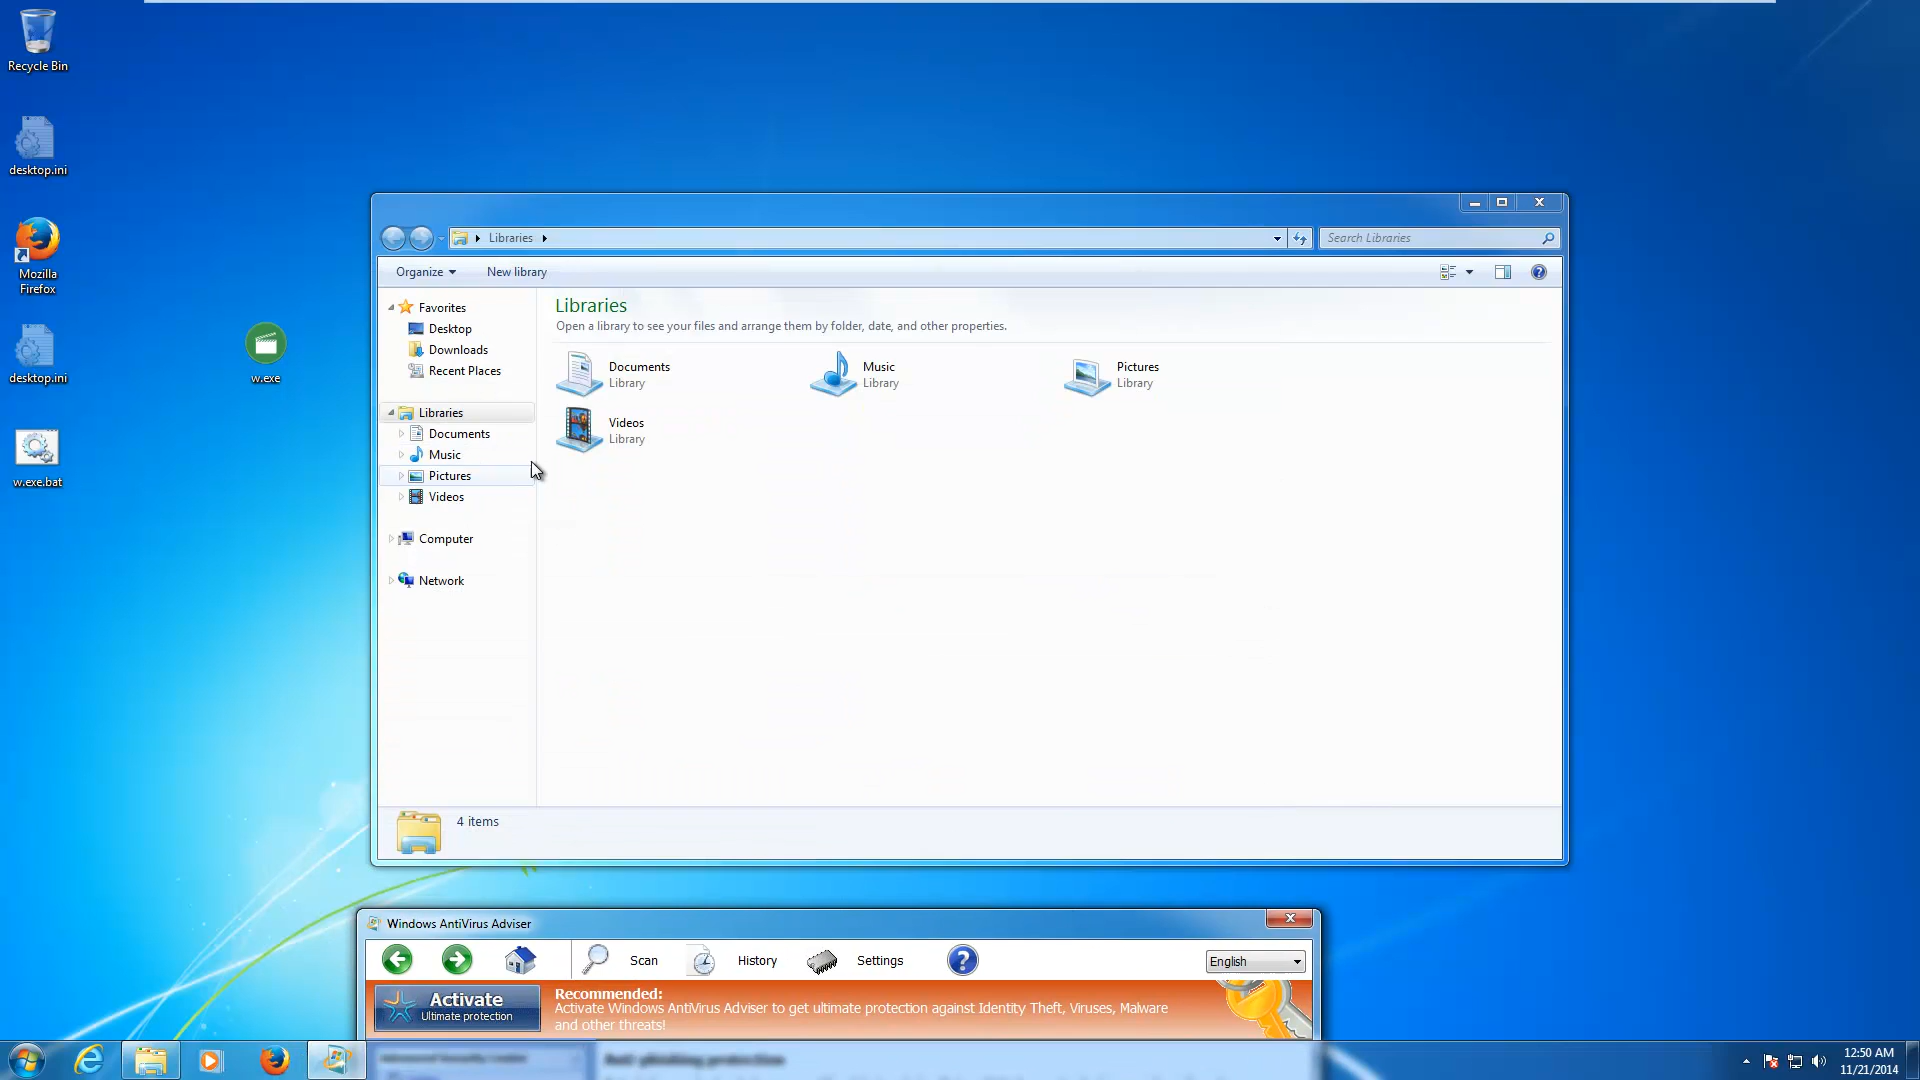 Recycle Bin
desktop.ini
Mozilla
Firefox
desktop.ini
w.exe.bat
w.exe
Libraries
Search Libraries
Organize
New library
Favorites
Desktop
Downloads
Recent Places
Libraries
Documents
Music
Pictures
Videos
Computer
Network
Libraries
Open a library to see your files and arrange them by folder, date, and other properties.
Documents
Library
Music
Library
Pictures
Library
Videos
Library
4 items
Windows AntiVirus Adviser
Scan
History
Settings
English
Activate
Ultimate protection
Recommended:
Activate Windows AntiVirus Adviser to get ultimate protection against Identity Theft, Viruses, Malware
and other threats!
Anti phishing protection
12:50 AM
11/21/2014